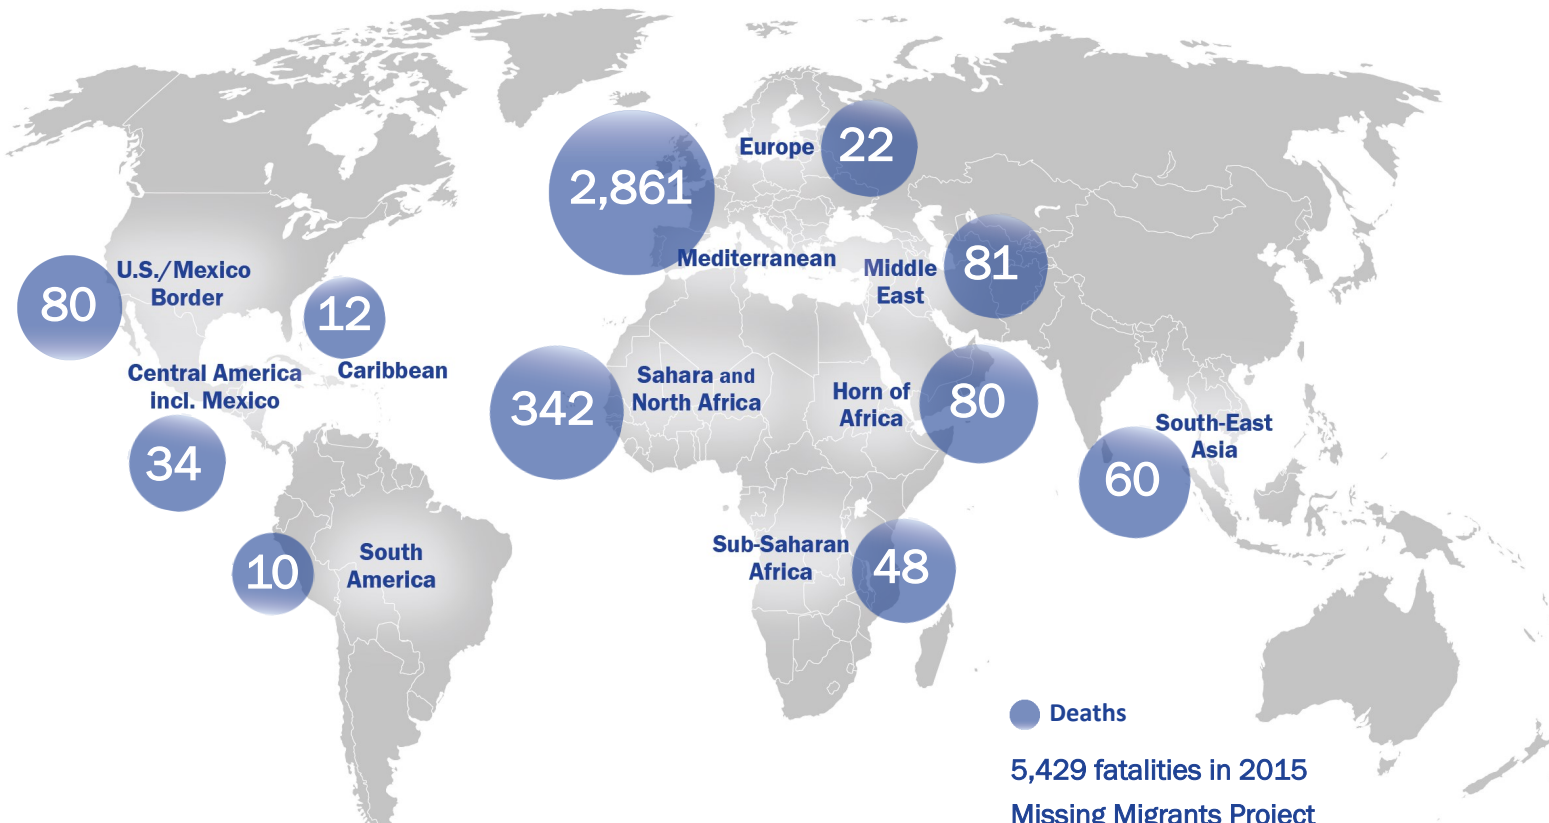 2,861
Europe
22
Mediterranean
Middle
East
81
80
U.S./Mexico
Border
12
Caribbean
Central America
incl. Mexico
34
342
Sahara and
North Africa
Horn of
Africa
80
South-East
Asia
60
10
South
America
Sub-Saharan
Africa
48
Deaths
5,429 fatalities in 2015
Missing Migrants Project